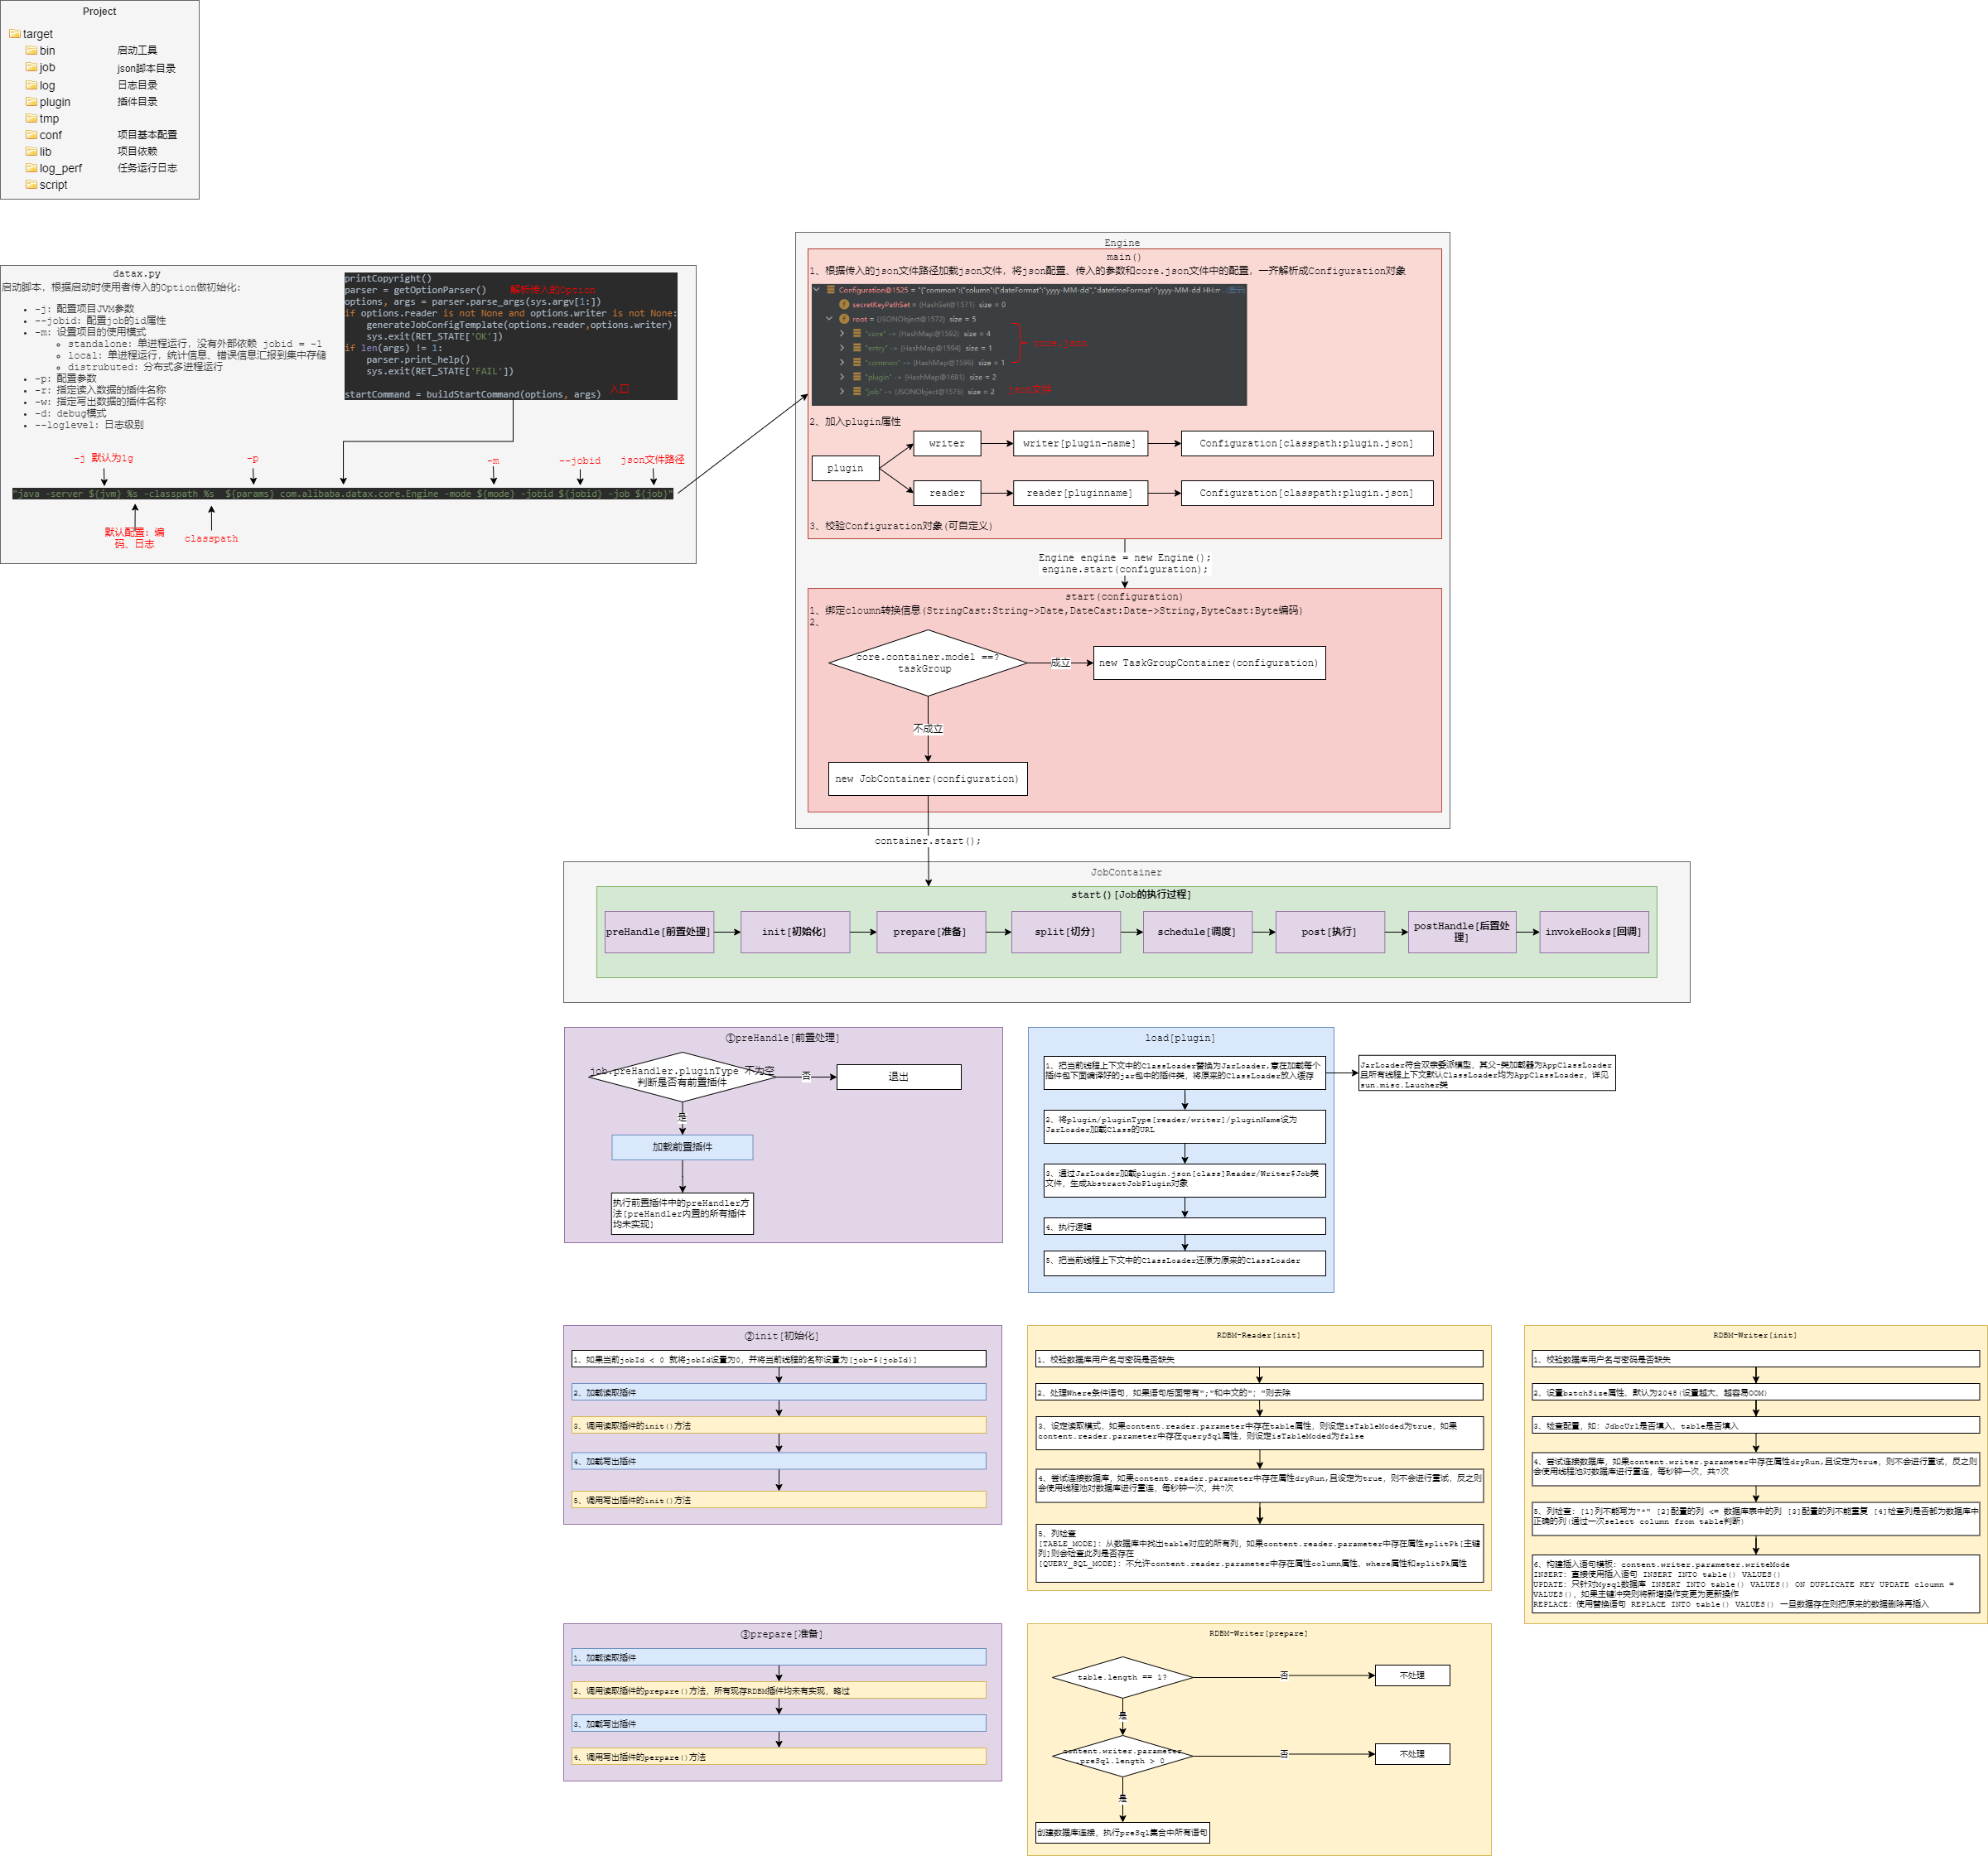 Project
target
bin 启动工具
job json脚本目录
log 日志目录
plugin 插件目录
tmp
conf 项目基本配置
lib 项目依赖
log_perf 任务运行日志
script
datax.py
启动脚本，根据启动时使用者传入的Option做初始化:
-j: 配置项目JVM参数
--jobid: 配置job的id属性
-m: 设置项目的使用模式
standalone: 单进程运行，没有外部依赖 jobid = -1
local: 单进程运行，统计信息、错误信息汇报到集中存储
distrubuted: 分布式多进程运行
-p: 配置参数
-r: 指定读入数据的插件名称
-w: 指定写出数据的插件名称
-d: debug模式
--loglevel: 日志级别
printCopyright()
parser = getOptionParser() 解析传入的Option
options, args = parser.parse_args(sys.argv[1:])
if options.reader is not None and options.writer is not None:
generateJobConfigTemplate(options.reader,options.writer)
sys.exit(RET_STATE['OK'])
if len(args) != 1:
parser.print_help()
sys.exit(RET_STATE['FAIL'])
startCommand = buildStartCommand(options, args) 入口
-j 默认为1g
-p
-m
--jobid
json文件路径
"java -server ${jvm} %s -classpath %s ${params} com.alibaba.datax.core.Engine -mode ${mode} -jobid ${jobid} -job ${job}"
默认配置: 编
码、日志
classpath
Engine
main()
1、根据传入的json文件路径加载json文件，将json配置、传入的参数和core.json文件中的配置，一齐解析成Configuration对象
Configuration@1525 = "{"common":{"column":{"dateFormat":"yyyy-MM-dd","datetimeFormat":"yyyy-MM-dd HH:m
secretKeyPathSet = {HashSet@1571} size = 0
root = {JSONObject@1572} size = 5
"core" -> {HashMap@1592} size = 4
"entry" -> {HashMap@1594} size = 1
"common" -> {HashMap@1596} size = 1
"plugin" -> {HashMap@1681} size = 2
"job" -> {JSONObject@1576} size = 2
core.json
json文件
2、加入plugin属性
plugin
writer
writer[plugin-name]
Configuration[classpath:plugin.json]
reader
reader[pluginname]
Configuration[classpath:plugin.json]
3、校验Configuration对象(可自定义)
Engine engine = new Engine();
engine.start(configuration);
start(configuration)
1、绑定cloumn转换信息(StringCast:String->Date,DateCast:Date->String,ByteCast:Byte编码)
2、
core.container.model ==?
taskGroup
成立
new TaskGroupContainer(configuration)
不成立
new JobContainer(configuration)
container.start();
JobContainer
start()[Job的执行过程]
preHandle[前置处理]
init[初始化]
prepare[准备]
split[切分]
schedule[调度]
post[执行]
postHandle[后置处
理]
invokeHooks[回调]
①preHandle[前置处理]
job.preHandler.pluginType 不为空
判断是否有前置插件
否
退出
是
加载前置插件
执行前置插件中的preHandler方
法[preHandler内置的所有插件
均未实现]
load[plugin]
1、把当前线程上下文中的ClassLoader替换为JarLoader,意在加载每个
插件包下面编译好的jar包中的插件类，将原来的ClassLoader放入缓存
JarLoader符合双亲委派模型，其父-类加载器为AppClassLoader
且所有线程上下文默认ClassLoader均为AppClassLoader，详见
sun.misc.Laucher类
2、将plugin/pluginType[reader/writer]/pluginName设为
JarLoader加载Class的URL
3、通过JarLoader加载plugin.json[class]Reader/Writer$Job类
文件，生成AbstractJobPlugin对象
4、执行逻辑
5、把当前线程上下文中的ClassLoader还原为原来的ClassLoader
②init[初始化]
1、如果当前jobId < 0 就将jobId设置为0，并将当前线程的名称设置为[job-${jobId}]
2、加载读取插件
3、调用读取插件的init()方法
4、加载写出插件
5、调用写出插件的init()方法
RDBM-Reader[init]
1、校验数据库用户名与密码是否缺失
2、处理Where条件语句，如果语句后面带有";"和中文的"；"则去除
3、设定读取模式，如果content.reader.parameter中存在table属性，则设定isTableModed为true，如果
content.reader.parameter中存在querySql属性，则设定isTableModed为false
4、尝试连接数据库，如果content.reader.parameter中存在属性dryRun,且设定为true，则不会进行重试，反之则
会使用线程池对数据库进行重连，每秒钟一次，共7次
5、列检查
[TABLE_MODE]: 从数据库中找出table对应的所有列，如果content.reader.parameter中存在属性splitPk[主键
列]则会检查此列是否存在
[QUERY_SQL_MODE]: 不允许content.reader.parameter中存在属性column属性、where属性和splitPk属性
RDBM-Writer[init]
1、校验数据库用户名与密码是否缺失
2、设置batchSize属性、默认为2048(设置越大、越容易OOM)
3、检查配置，如: JdbcUrl是否填入、table是否填入
4、尝试连接数据库，如果content.writer.parameter中存在属性dryRun,且设定为true，则不会进行重试，反之则
会使用线程池对数据库进行重连，每秒钟一次，共7次
5、列检查: [1]列不能写为"*" [2]配置的列 <= 数据库表中的列 [3]配置的列不能重复 [4]检查列是否都为数据库中
正确的列(通过一次select column from table判断)
6、构建插入语句模板: content.writer.parameter.writeMode
INSERT: 直接使用插入语句 INSERT INTO table() VALUES()
UPDATE: 只针对Mysql数据库 INSERT INTO table() VALUES() ON DUPLICATE KEY UPDATE cloumn =
VALUES()，如果主键冲突则将新增操作变更为更新操作
REPLACE: 使用替换语句 REPLACE INTO table() VALUES() 一旦数据存在则把原来的数据删除再插入
③prepare[准备]
1、加载读取插件
2、调用读取插件的prepare()方法，所有现存RDBM插件均未有实现，略过
3、加载写出插件
4、调用写出插件的perpare()方法
RDBM-Writer[prepare]
table.length == 1?
否
不处理
是
content.writer.parameter
.preSql.length > 0
否
不处理
是
创建数据库连接，执行preSql集合中所有语句